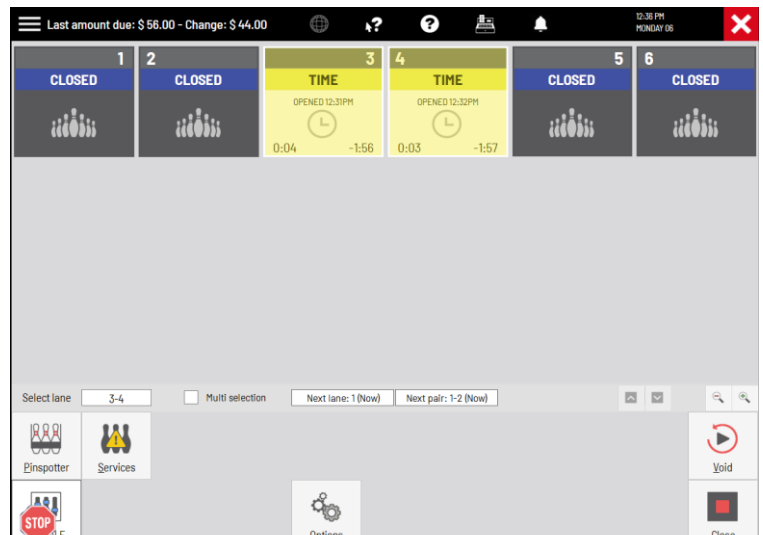 Last amount due: $ 56.00 - Change: $ 44.00
?
?
12:36 PM
MONDAY 06
1
2
3
4
5
6
CLOSED
CLOSED
TIME
TIME
CLOSED
CLOSED
OPENED 12:31PM
OPENED 12:32PM
0:04
-1:56
0:03
-1:57
Select lane
3-4
Multi selection
Next lane: 1 (Now)
Next pair: 1-2 (Now)
Pinspotter
Services
Void
STOP
Options
Close